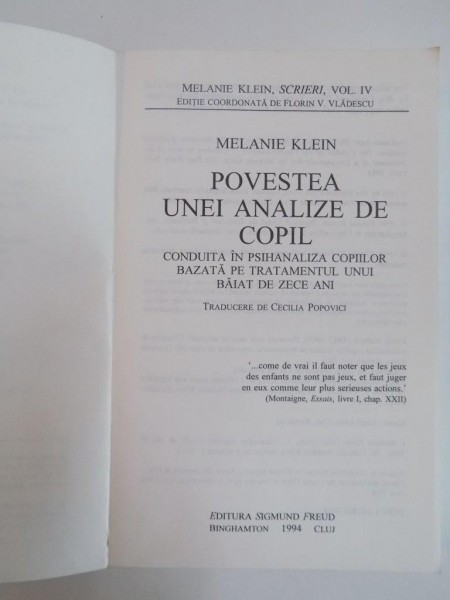 MELANIE KLEIN, SCRIERI, VOL. IV
EDIȚIE COORDONATĂ DE FLORIN V. VLĂDESCU
MELANIE KLEIN
POVESTEA
UNEI ANALIZE DE
COPIL
CONDUITA ÎN PSIHANALIZA COPIILOR
BAZATĂ PE TRATAMENTUL UNUI
BĂIAT DE ZECE ANI
TRADUCERE DE CECILIA POPOVICI
'...come de vrai il faut noter que les jeux
des enfants ne sont pas jeux, et faut juger
en eux comme leur plus serieuses actions.'
(Montaigne, Essais, livre I, chap. XXII)
EDITURA SIGMUND FREUD
BINGHAMTON 1994 CLUJ